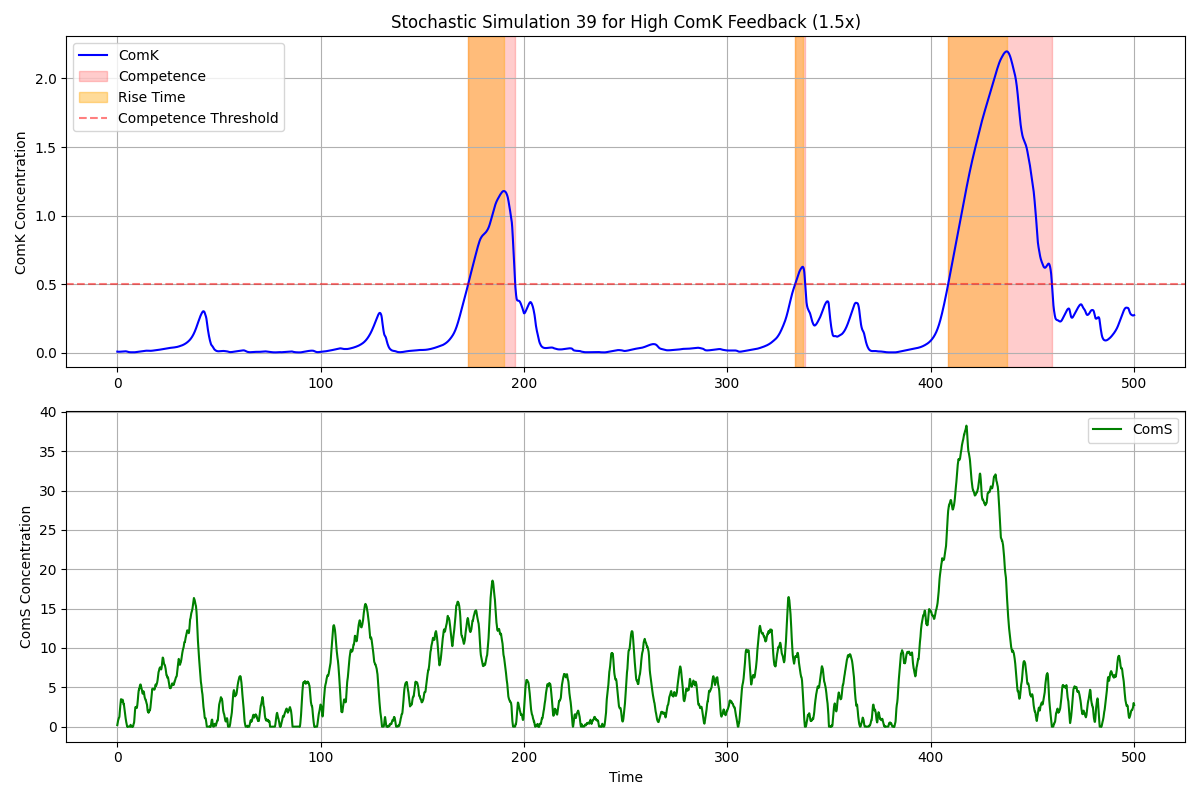 Stochastic Simulation 39 for High ComK Feedback (1.5x)
ComK
Competence
Rise Time
Competence Threshold
ComK Concentration
2.0
1.5
1.0
0.5
0.0
0 100 200 300 400 500
ComS
ComS Concentration
40
35
30
25
20
15
10
5
0
0 100 200 300 400 500
Time